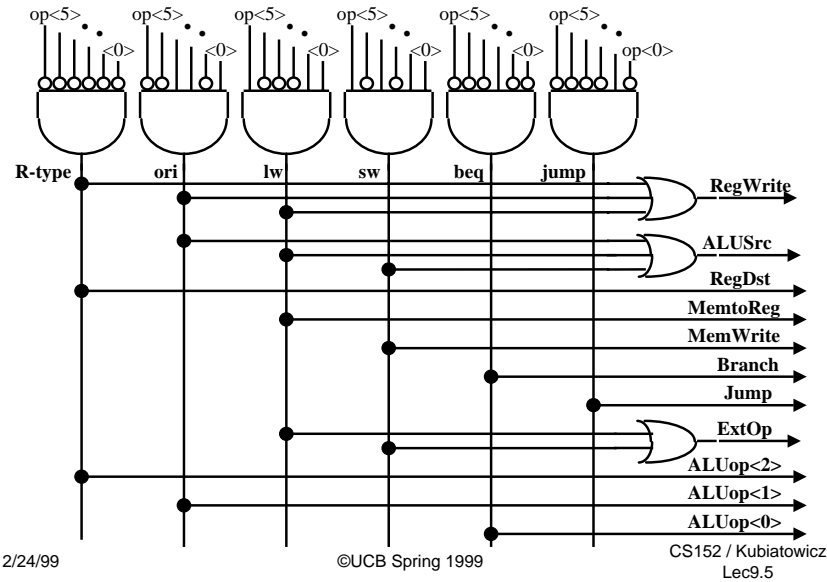 op<5> op<5> op<5> op<5> op<5> op<5>
<0> <0> <0> <0> <0> op<0>
R-type ori lw sw beq jump
RegWrite
ALUSrc
RegDst
MemtoReg
MemWrite
Branch
Jump
ExtOp
ALUop<2>
ALUop<1>
ALUop<0>
2/24/99 ©UCB Spring 1999 CS152 / Kubiatowicz
Lec9.5